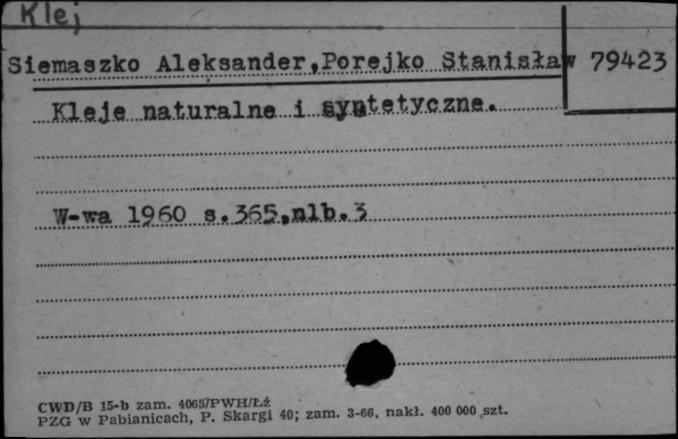 Klej
Siemaszko Aleksander,Porejko Stanisław 79423
Kleje naturalne i syntetyczne.
W-wa 1960 s.365,nlb.3
CWD/B 15-b zam. 4065/PWH/Łź
PZG w Pabianicach, P. Skargi 40; zam. 3-66, nakł. 400 000 szt.